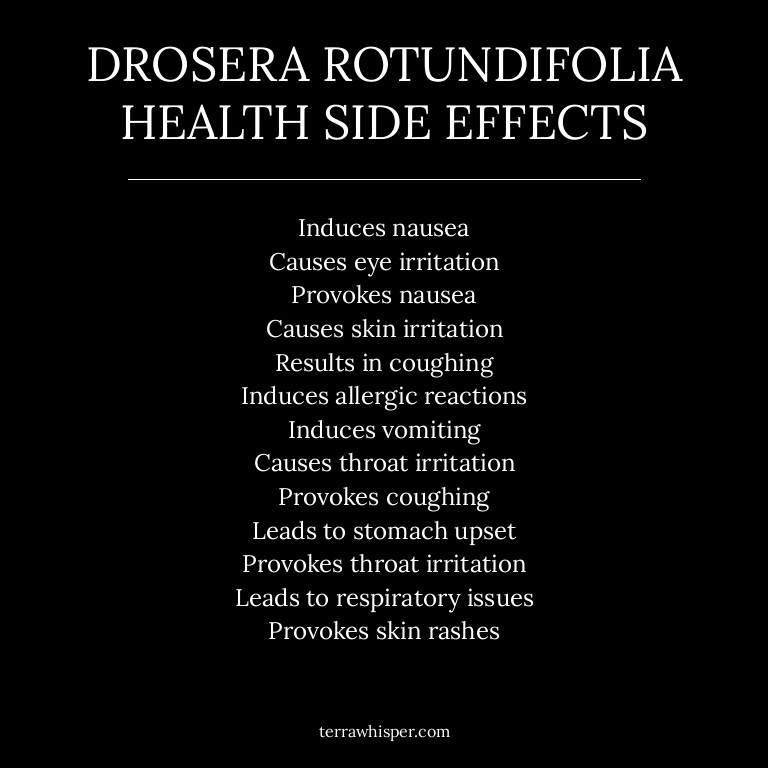 DROSERA ROTUNDIFOLIA
HEALTH SIDE EFFECTS
Induces nausea
Causes eye irritation
Provokes nausea
Causes skin irritation
Results in coughing
Induces allergic reactions
Induces vomiting
Causes throat irritation
Provokes coughing
Leads to stomach upset
Provokes throat irritation
Leads to respiratory issues
Provokes skin rashes
terrawhisper.com